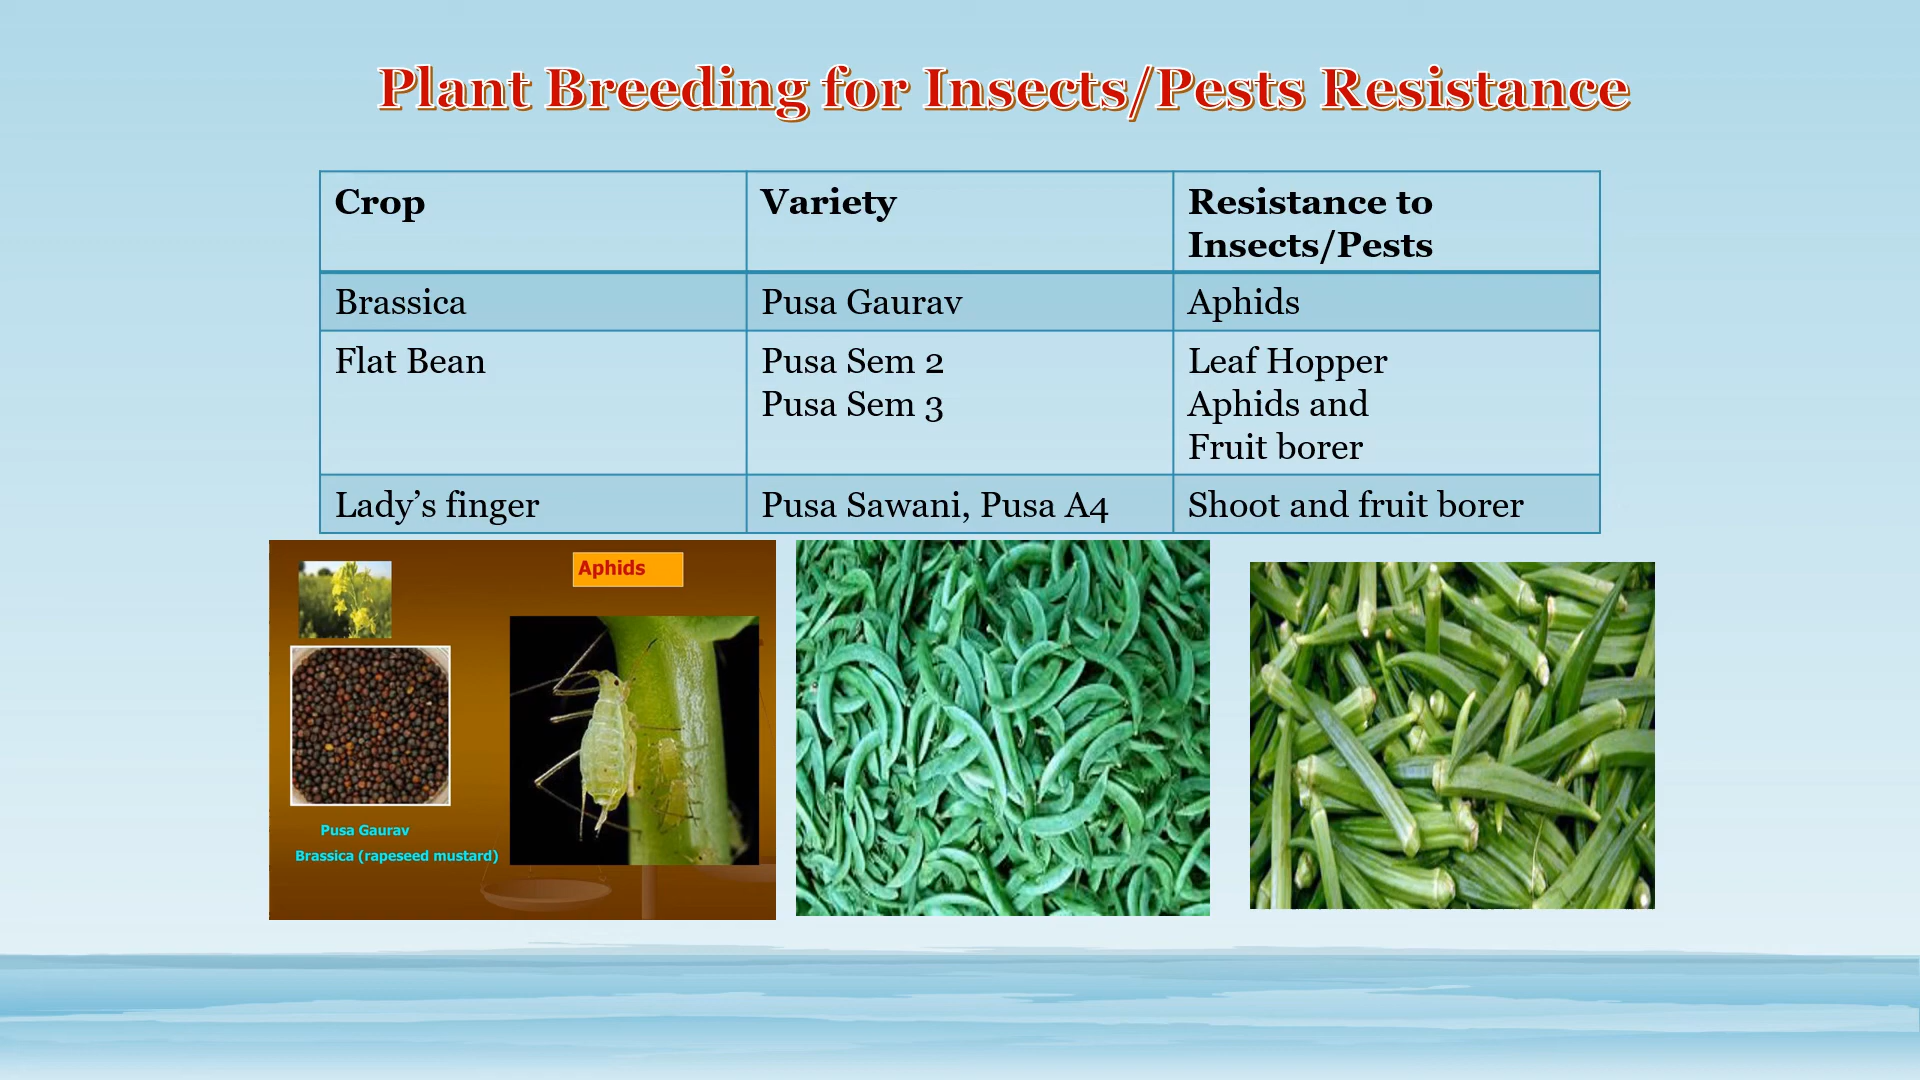 Plant Breeding for Insects/Pests Resistance
Crop
Variety
Resistance to
Insects/Pests
Brassica
Pusa Gaurav
Aphids
Flat Bean
Pusa Sem 2
Pusa Sem 3
Leaf Hopper
Aphids and
Fruit borer
Lady’s finger
Pusa Sawani, Pusa A4
Shoot and fruit borer
Aphids
Pusa Gaurav
Brassica (rapeseed mustard)